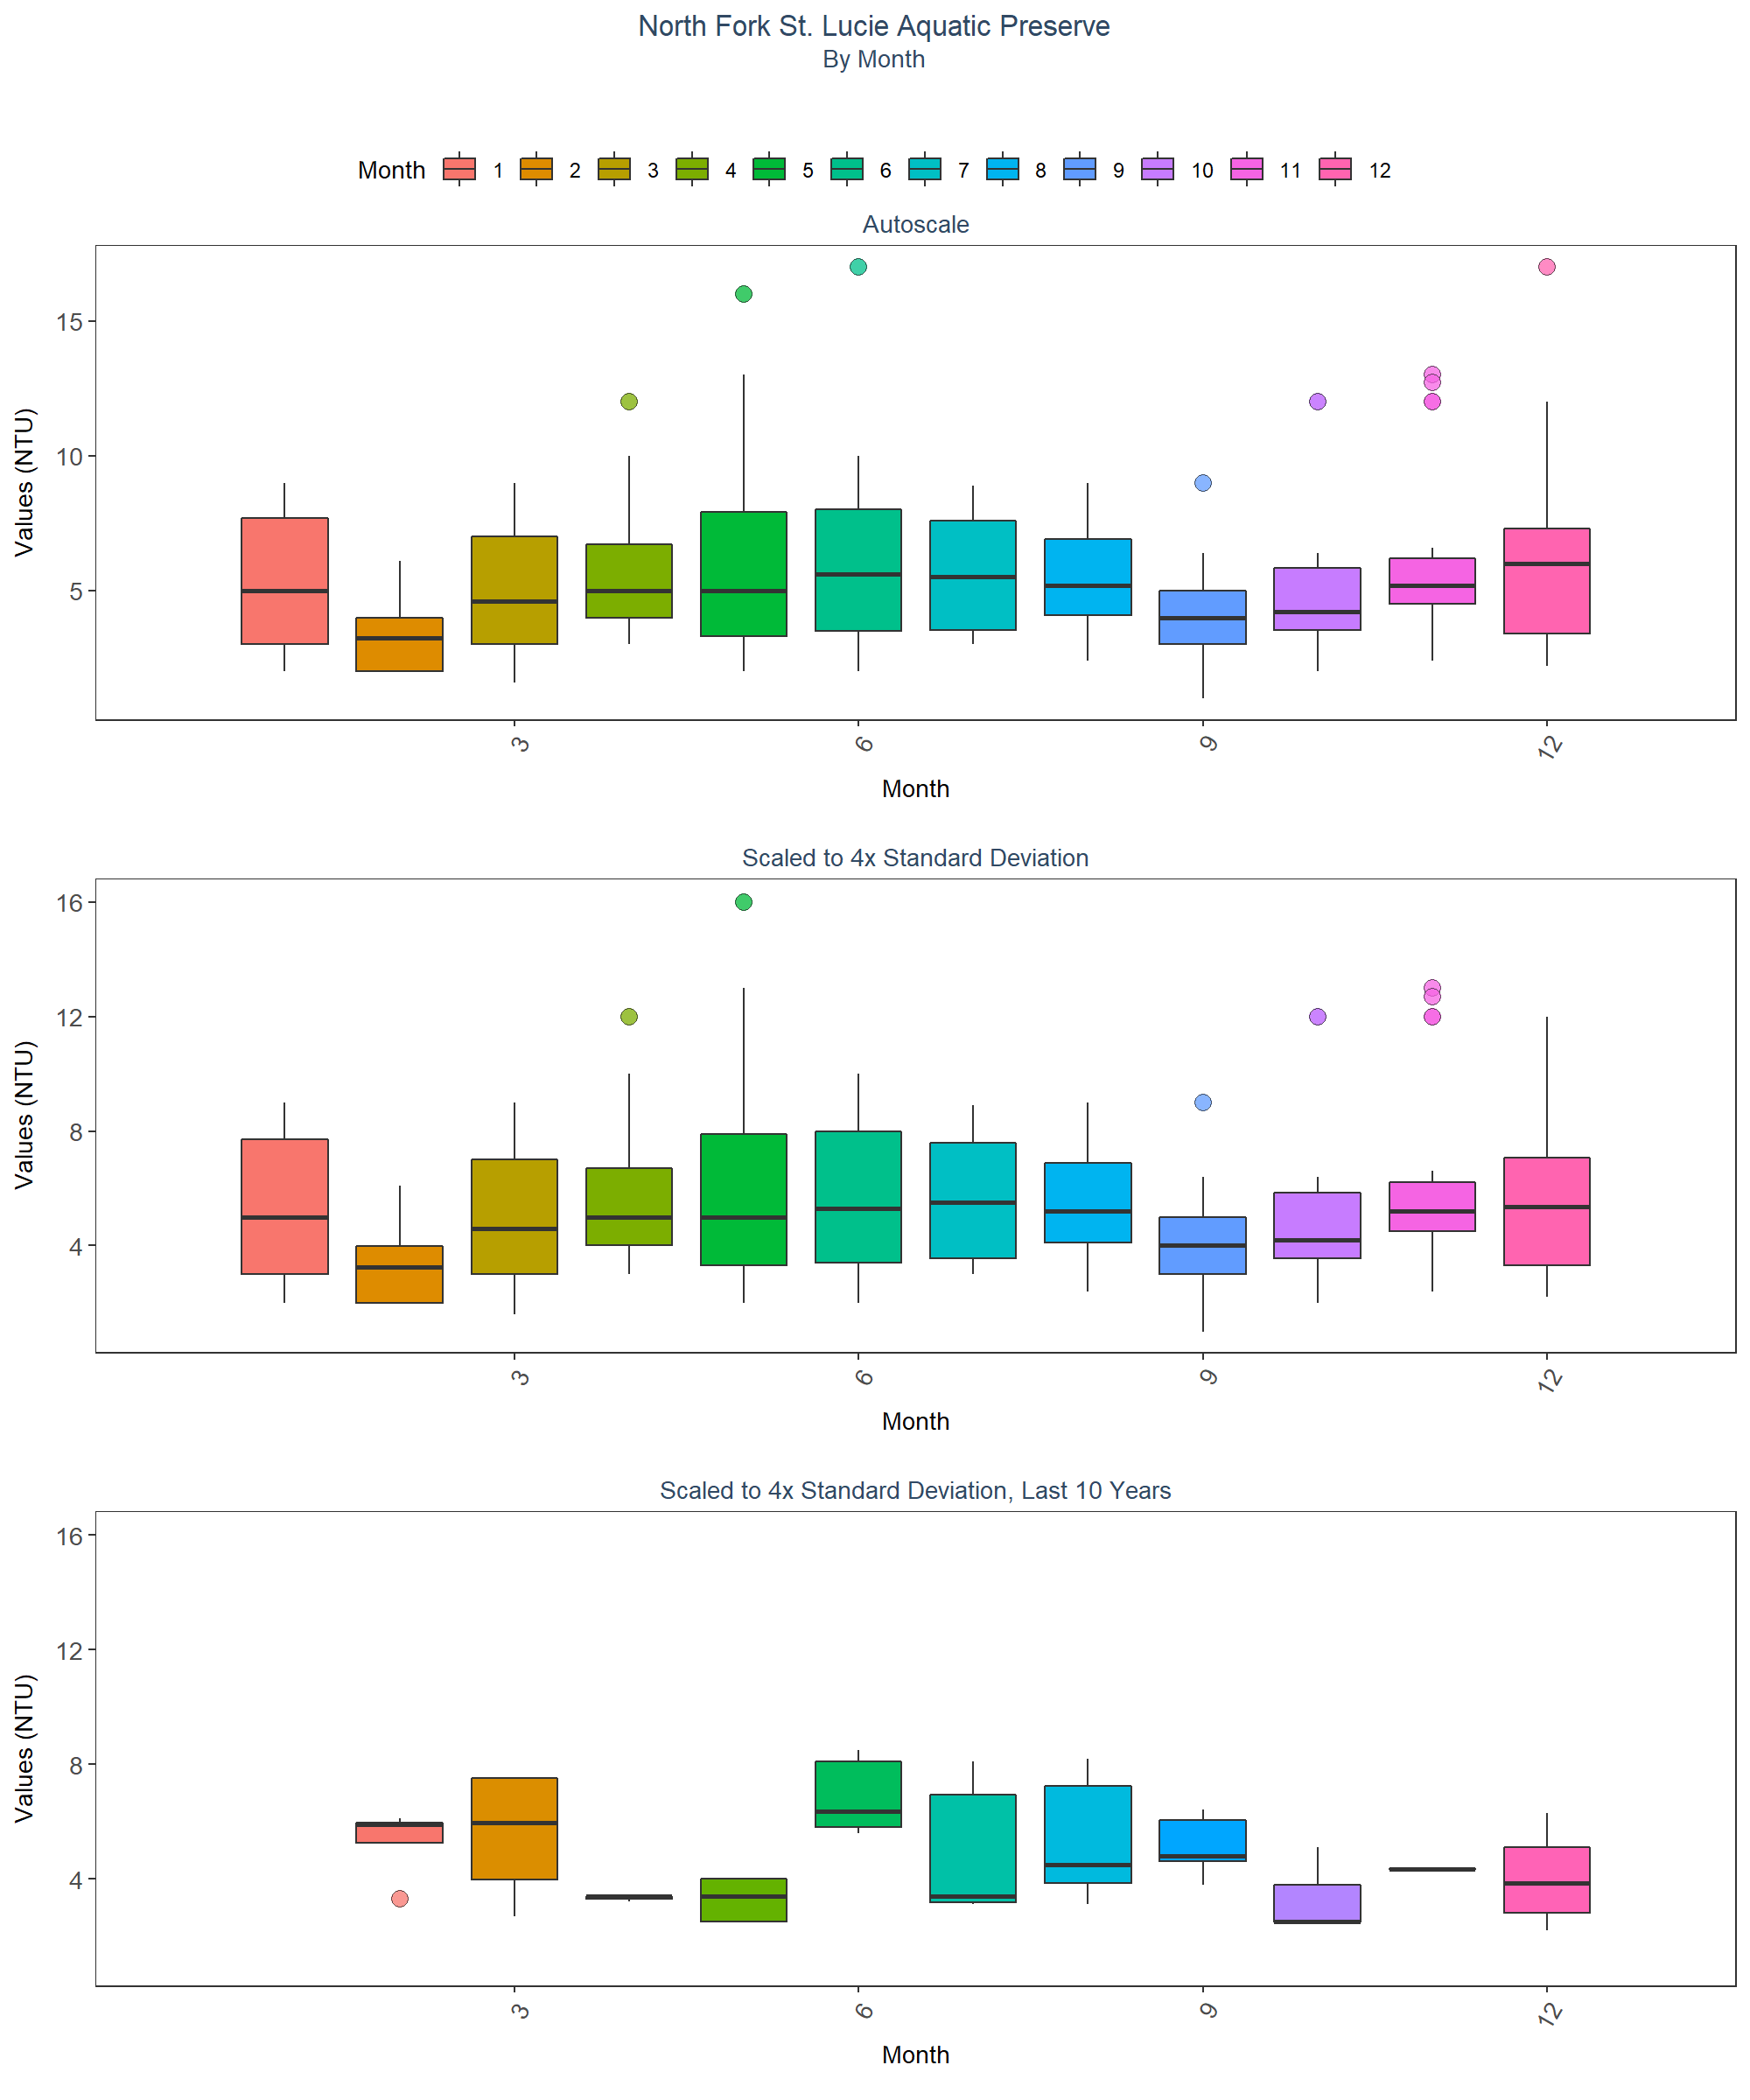 North Fork St. Lucie Aquatic Preserve
By Month
Month 1 2 3 4 5 6 7 8 9 10 11 12
Autoscale
15
10
5
Values (NTU)
3 6 9 12
Month
Scaled to 4x Standard Deviation
16
12
8
4
Values (NTU)
3 6 9 12
Month
Scaled to 4x Standard Deviation, Last 10 Years
16
12
8
4
Values (NTU)
3 6 9 12
Month